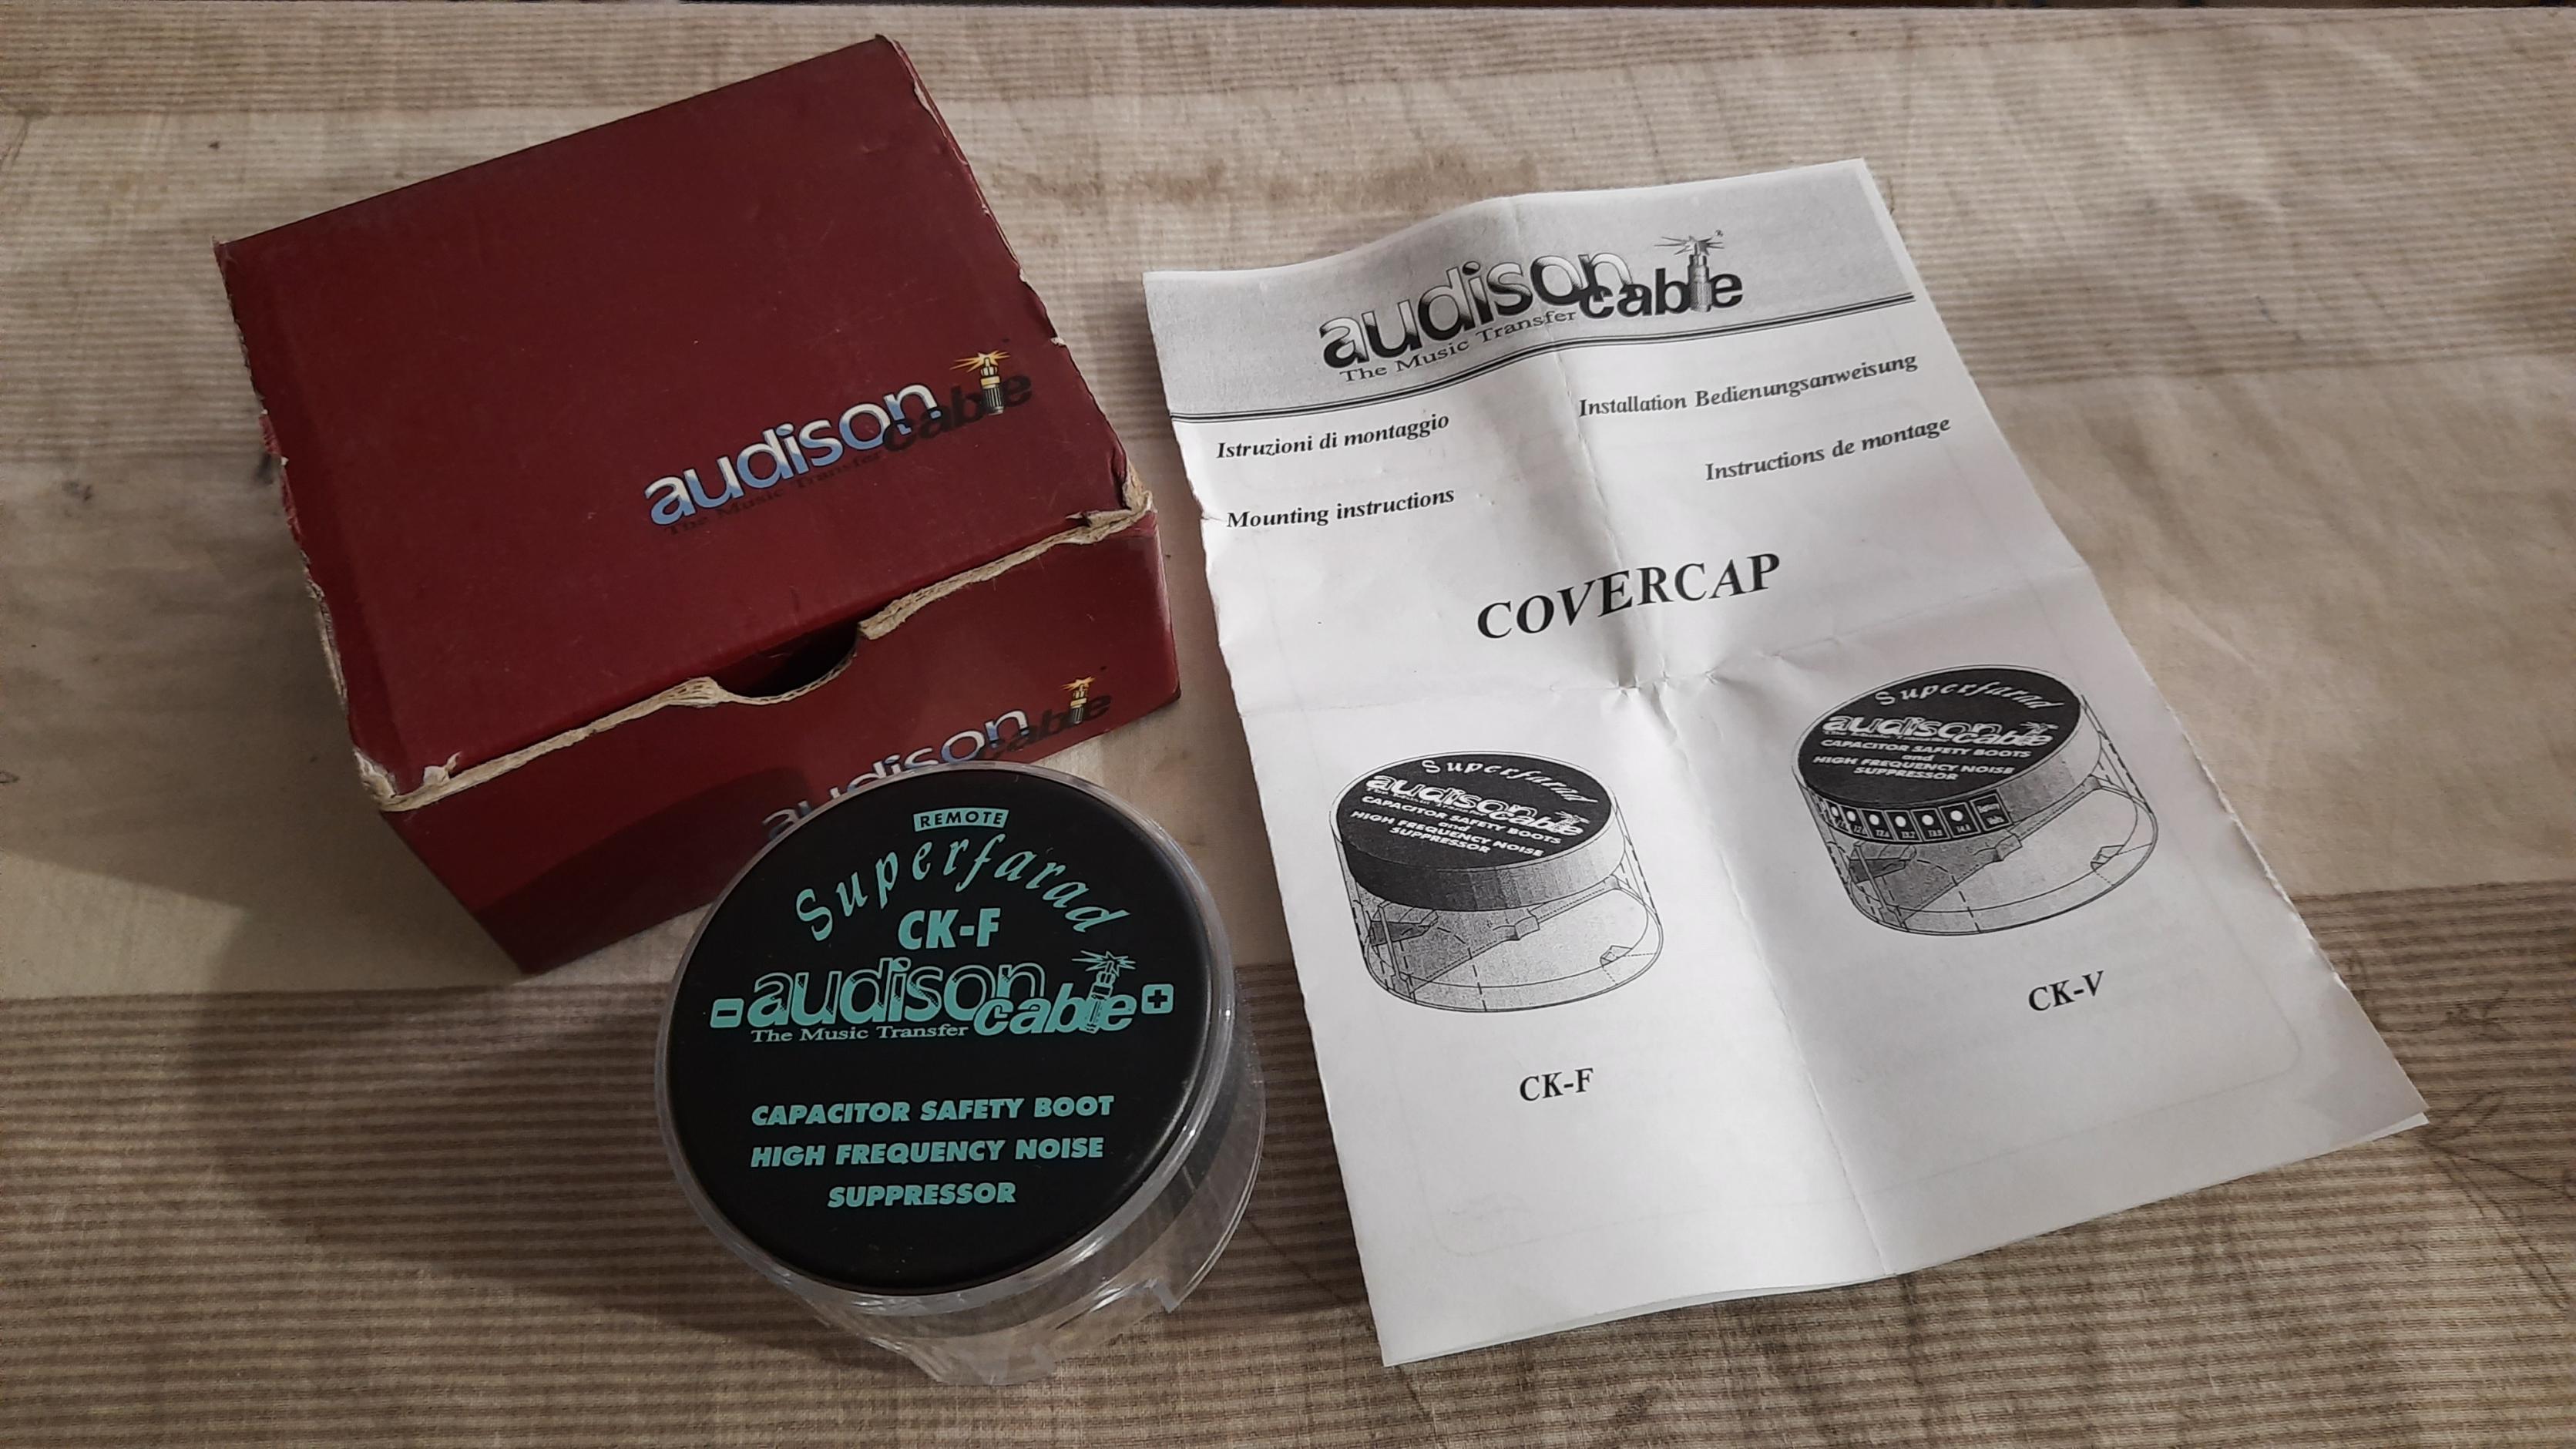 audison
cable
The Music Transfer
audison
cable
REMOTE
Superfarad
CK-F
- audison cable +
The Music Transfer
CAPACITOR SAFETY BOOT
HIGH FREQUENCY NOISE
SUPPRESSOR
audison
cable
®
The Music Transfer
Istruzioni di montaggio
Installation Bedienungsanweisung
Mounting instructions
Instructions de montage
COVERCAP
Superfarad
audison
cable
CAPACITOR SAFETY BOOTS
and
HIGH FREQUENCY NOISE
SUPPRESSOR
CK-F
Superfarad
audison
cable
CAPACITOR SAFETY BOOTS
and
HIGH FREQUENCY NOISE
SUPPRESSOR
CK-V